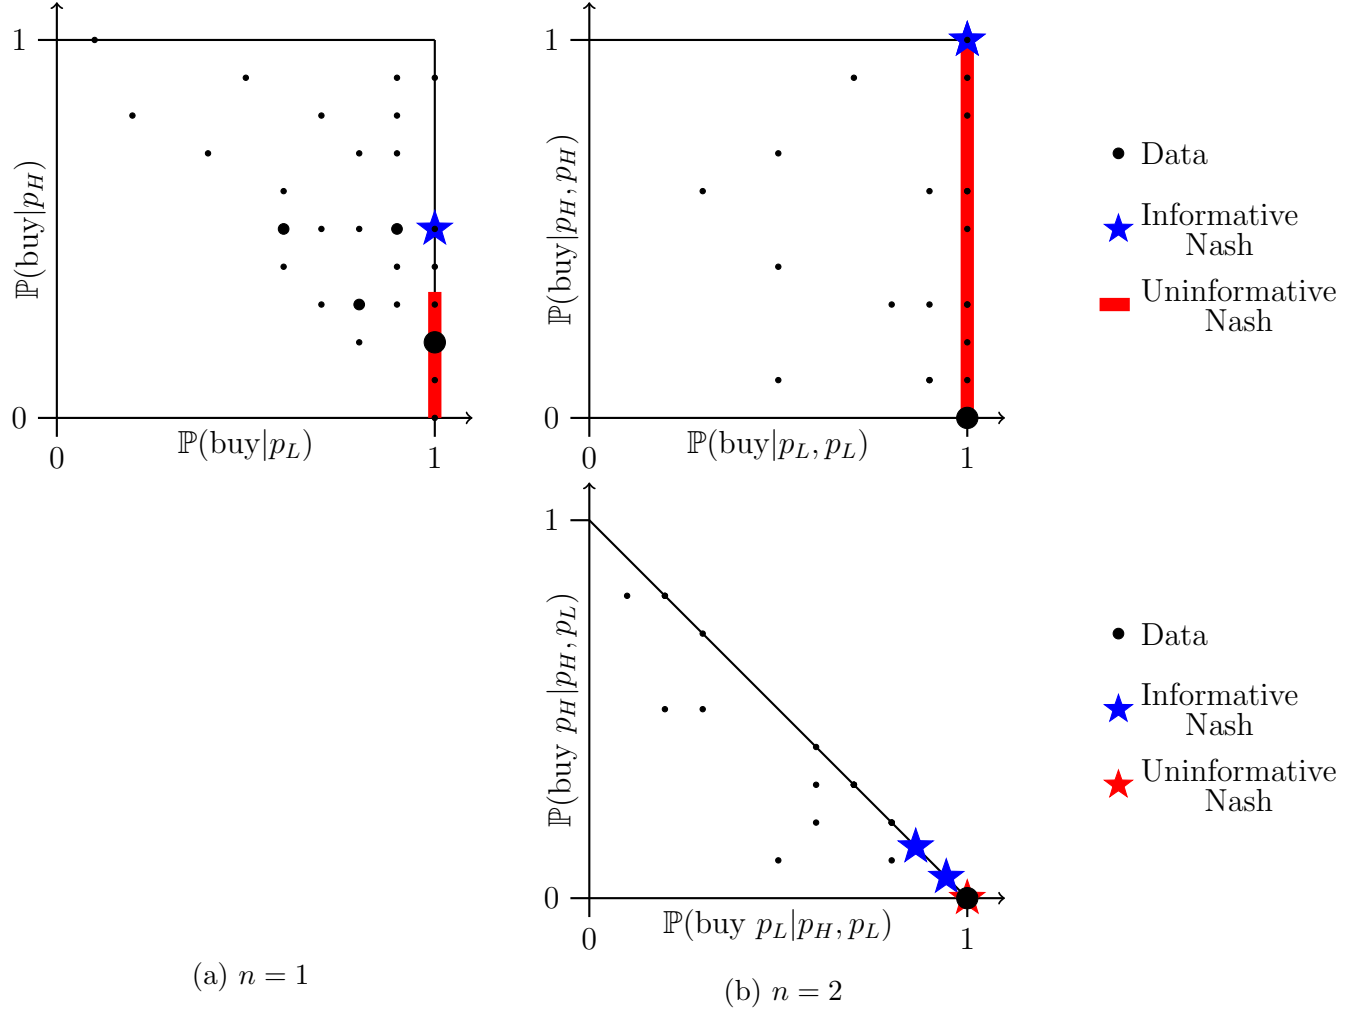 1
ℙ(buy|p_H)
0
ℙ(buy|p_L)
0
1
1
ℙ(buy|p_H, p_H)
0
ℙ(buy|p_L, p_L)
0
1
Data
Informative
Nash
Uninformative
Nash
1
ℙ(buy p_H|p_H, p_L)
0
ℙ(buy p_L|p_H, p_L)
0
1
Data
Informative
Nash
Uninformative
Nash
(a) n = 1
(b) n = 2